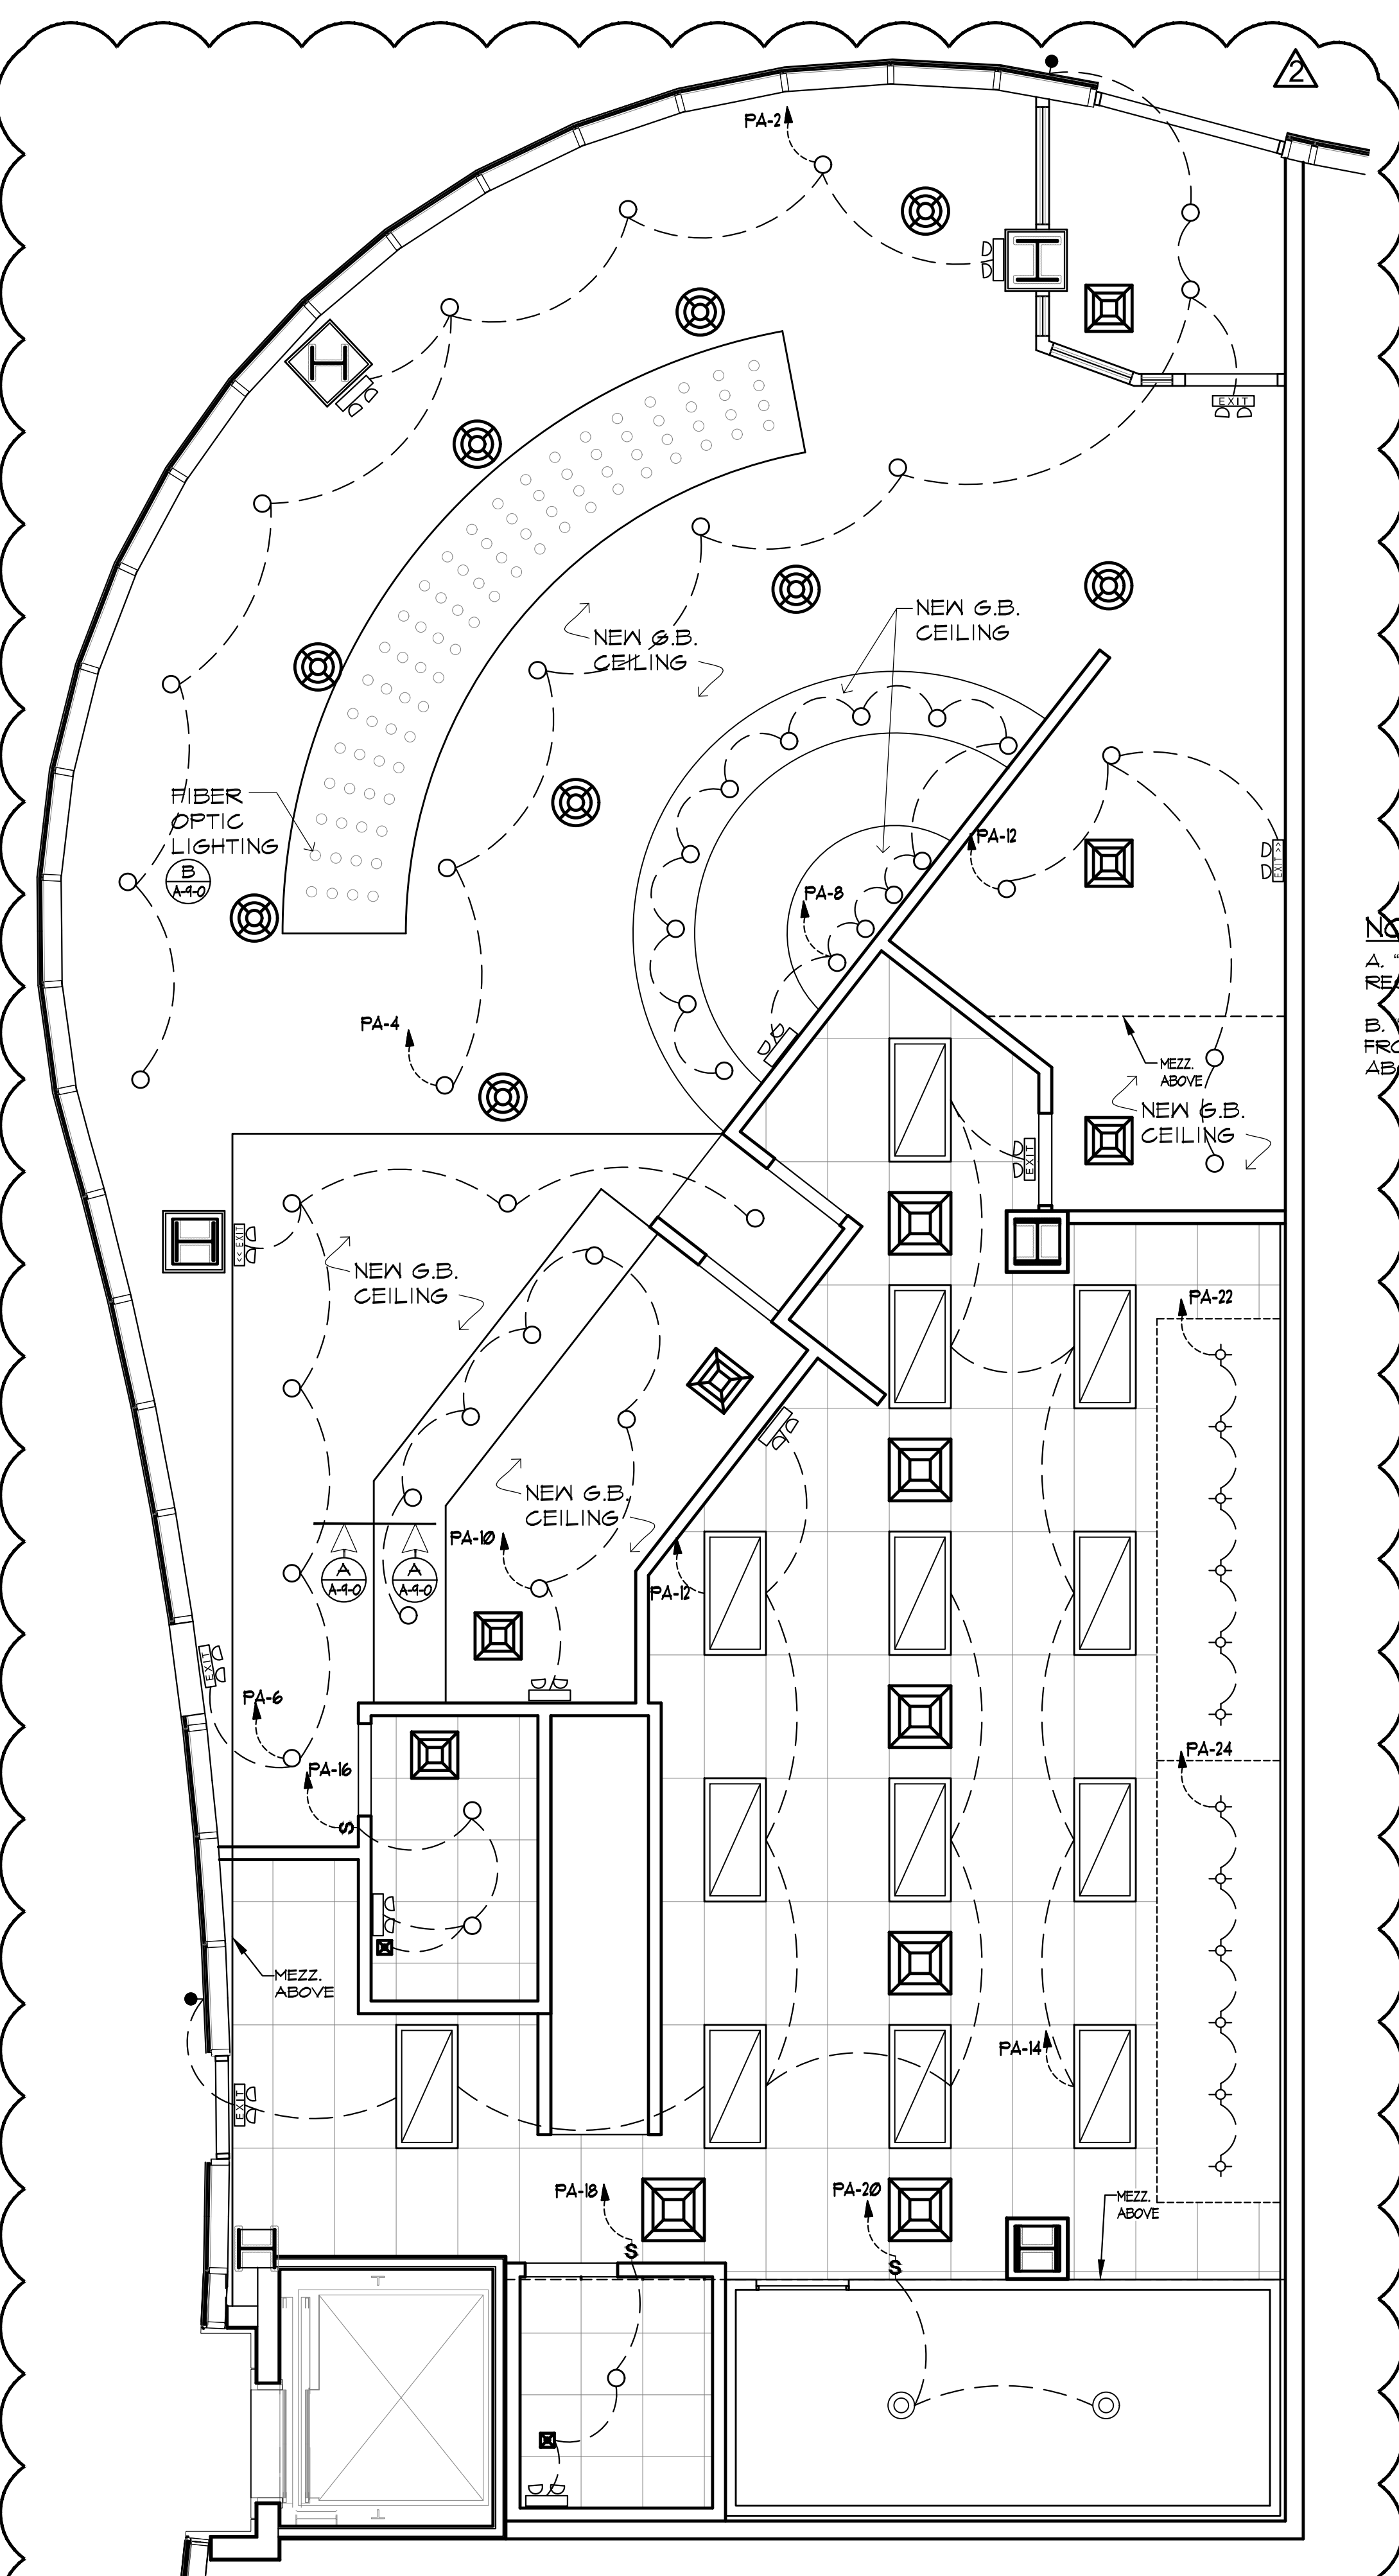 2
PA-2
EXIT
NEW G.B.
CEILING
NEW G.B.
CEILING
FIBER
OPTIC
LIGHTING
B
A-9-0
PA-12
EXIT >>
PA-8
A. "
B.
FRO
AB
PA-4
MEZZ.
ABOVE
NEW G.B.
CEILING
EXIT
<< EXIT
NEW G.B.
CEILING
PA-22
NEW G.B.
CEILING
PA-10
A
A-9-0
A
A-9-0
PA-12
EXIT
PA-6
PA-16
S
PA-24
MEZZ.
ABOVE
PA-14
EXIT
PA-18
S
PA-20
S
MEZZ.
ABOVE